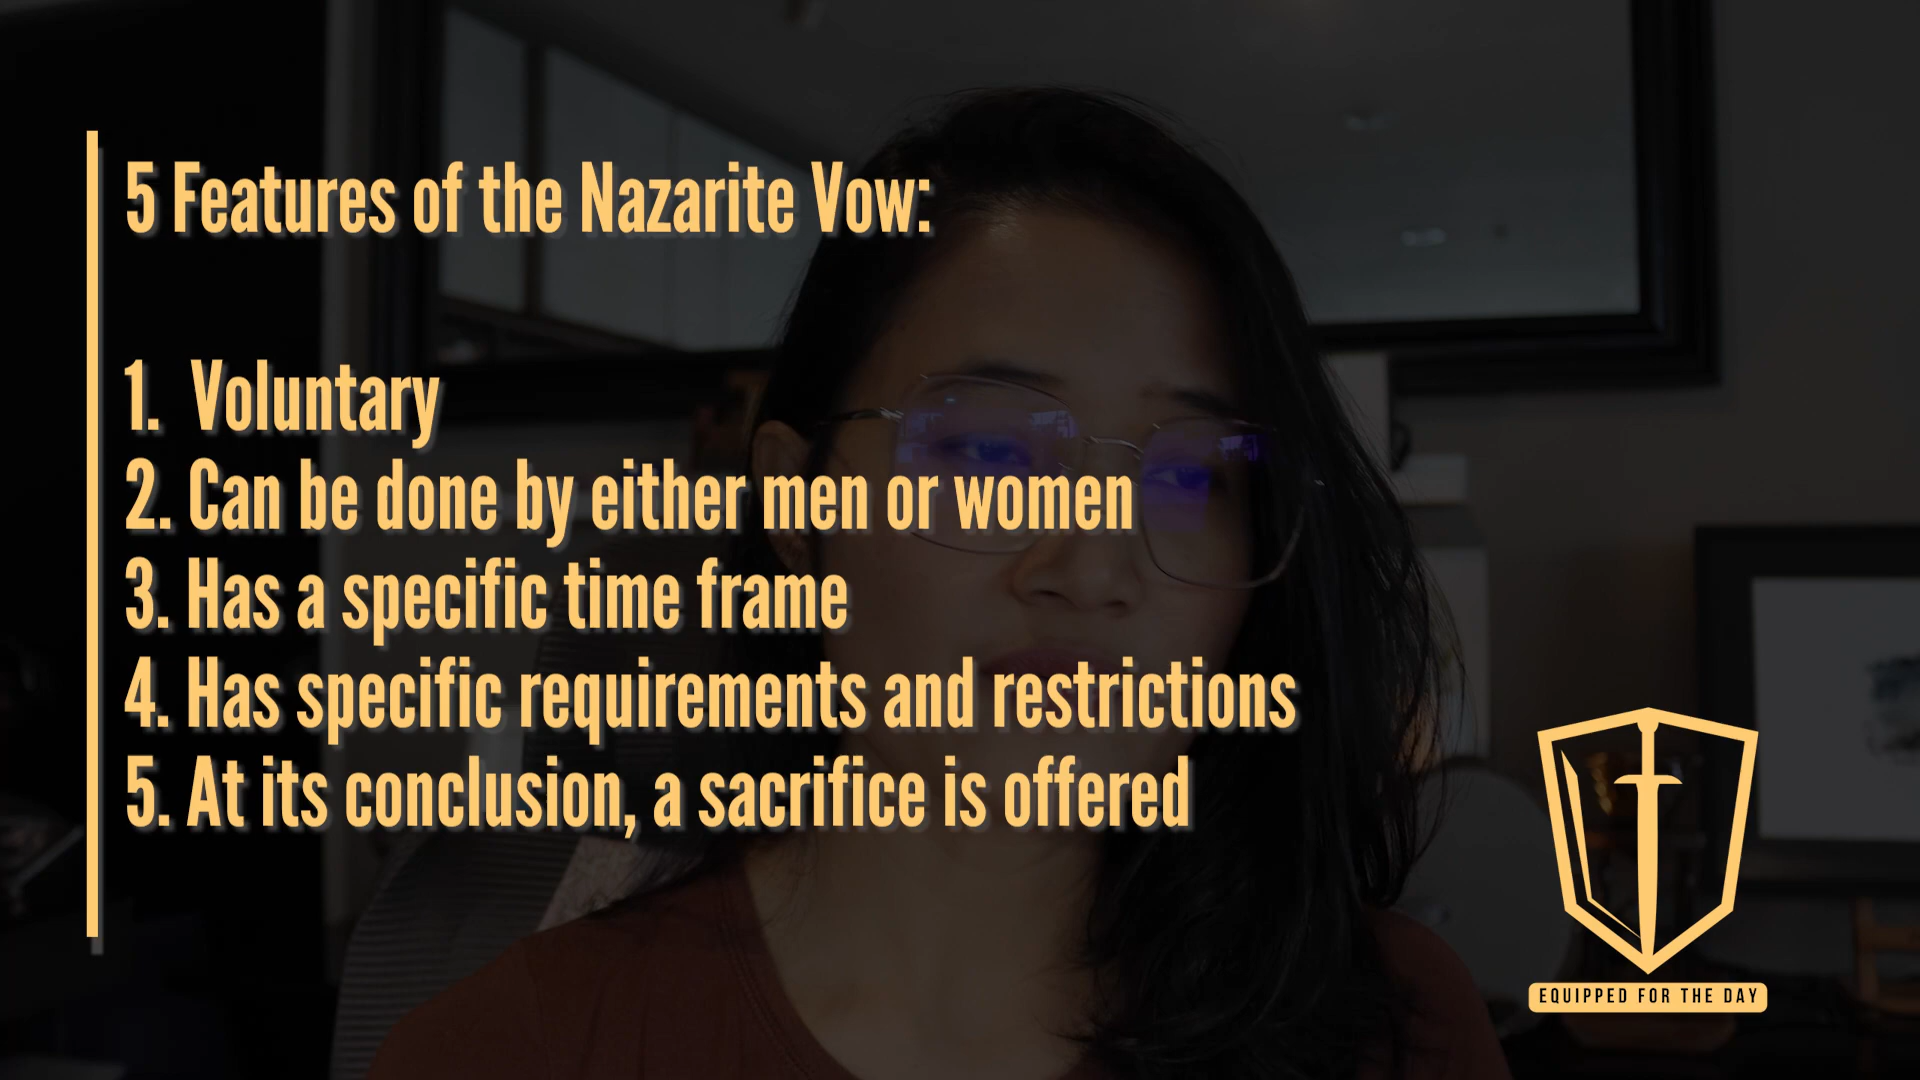 5 Features of the Nazarite Vow:
1. Voluntary
2. Can be done by either men or women
3. Has a specific time frame
4. Has specific requirements and restrictions
5. At its conclusion, a sacrifice is offered
EQUIPPED FOR THE DAY